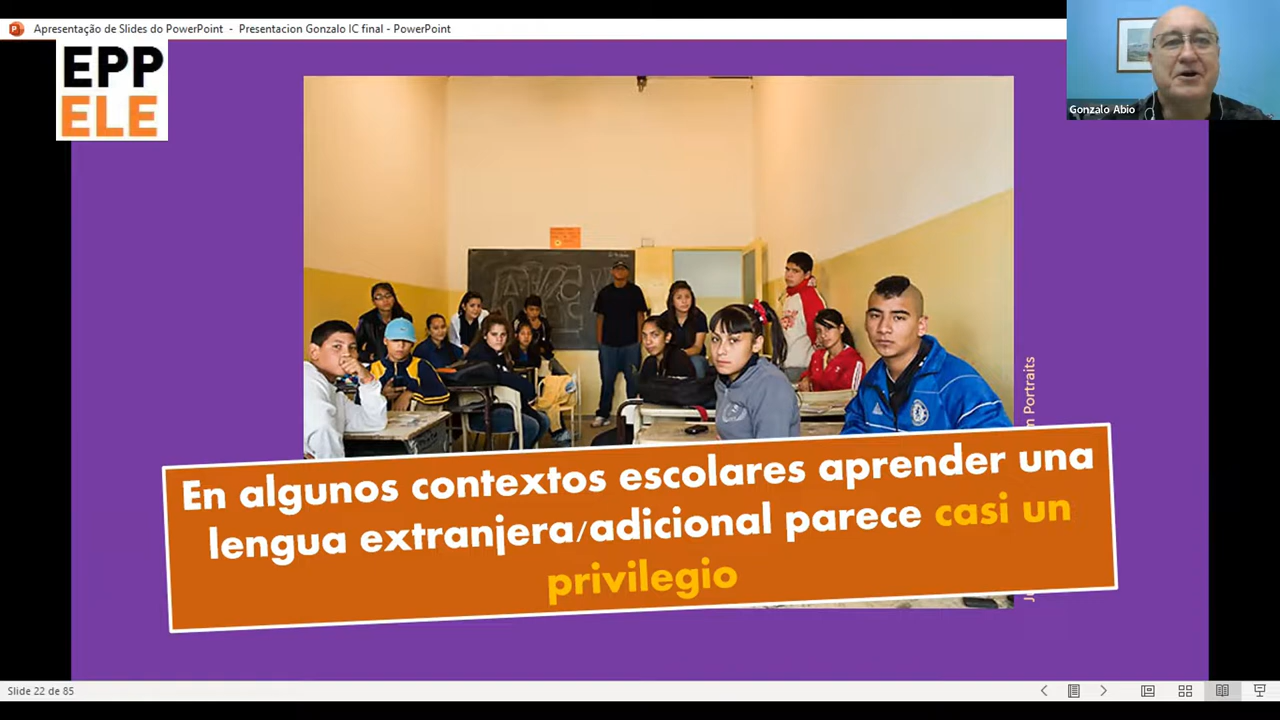 Apresentação de Slides do PowerPoint - Presentacion Gonzalo IC final - PowerPoint
EPP
ELE
Gonzalo Abio
Portraits
En algunos contextos escolares aprender una
lengua extranjera/adicional parece casi un
privilegio
Slide 22 de 85